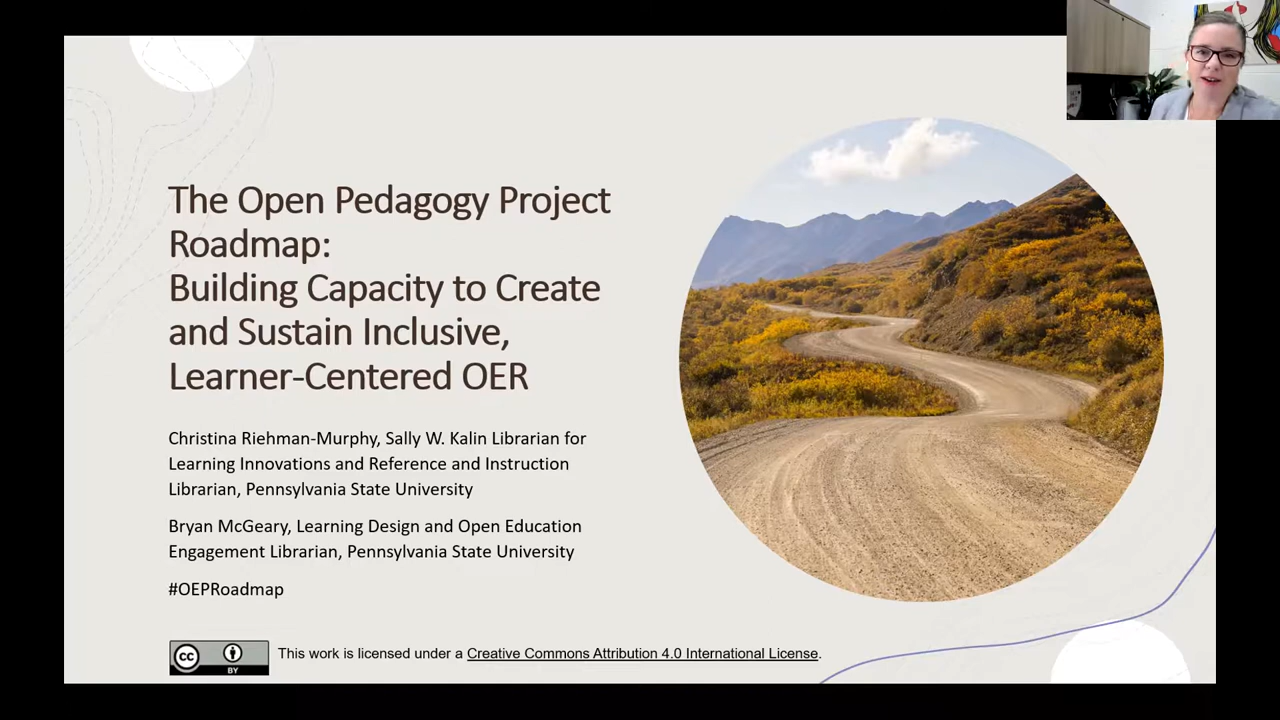 The Open Pedagogy Project
Roadmap:
Building Capacity to Create
and Sustain Inclusive,
Learner-Centered OER
Christina Riehman-Murphy, Sally W. Kalin Librarian for
Learning Innovations and Reference and Instruction
Librarian, Pennsylvania State University
Bryan McGeary, Learning Design and Open Education
Engagement Librarian, Pennsylvania State University
#OEPRoadmap
cc
BY
This work is licensed under a Creative Commons Attribution 4.0 International License.